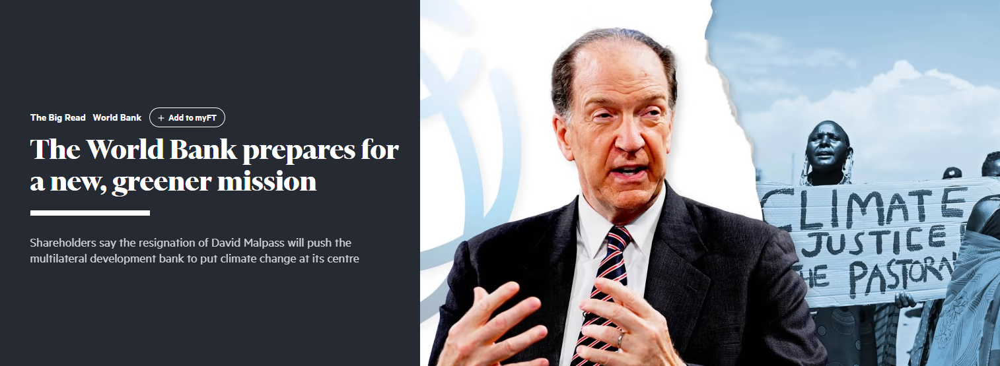 The Big Read World Bank + Add to myFT
The World Bank prepares for
a new, greener mission
Shareholders say the resignation of David Malpass will push the
multilateral development bank to put climate change at its centre
CLIMATE
JUSTICE
PASTORA